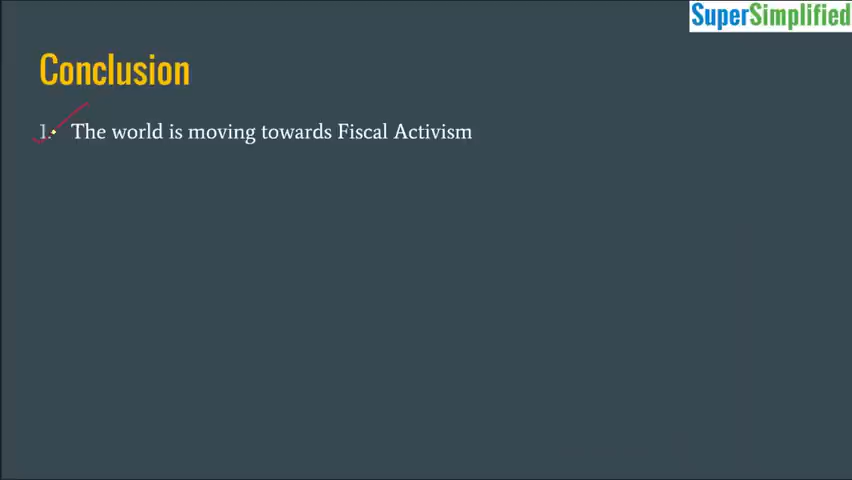 SuperSimplified
Conclusion
1. The world is moving towards Fiscal Activism